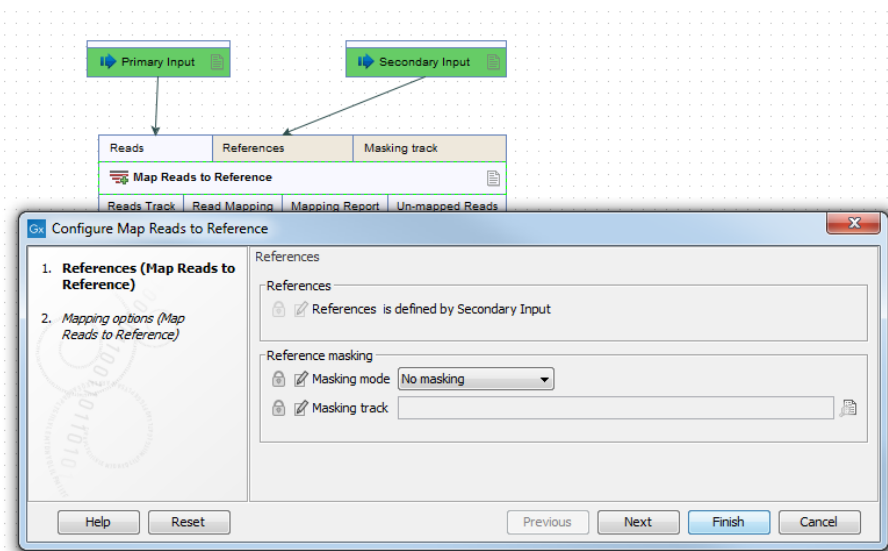 Primary Input
Secondary Input
Reads
References
Masking track
Map Reads to Reference
Reads Track
Read Mapping
Mapping Report
Un-mapped Reads
Gx
Configure Map Reads to Reference
1. References (Map Reads to
Reference)
2. Mapping options (Map
Reads to Reference)
References
References
References is defined by Secondary Input
Reference masking
Masking mode No masking
Masking track
Help
Reset
Previous
Next
Finish
Cancel